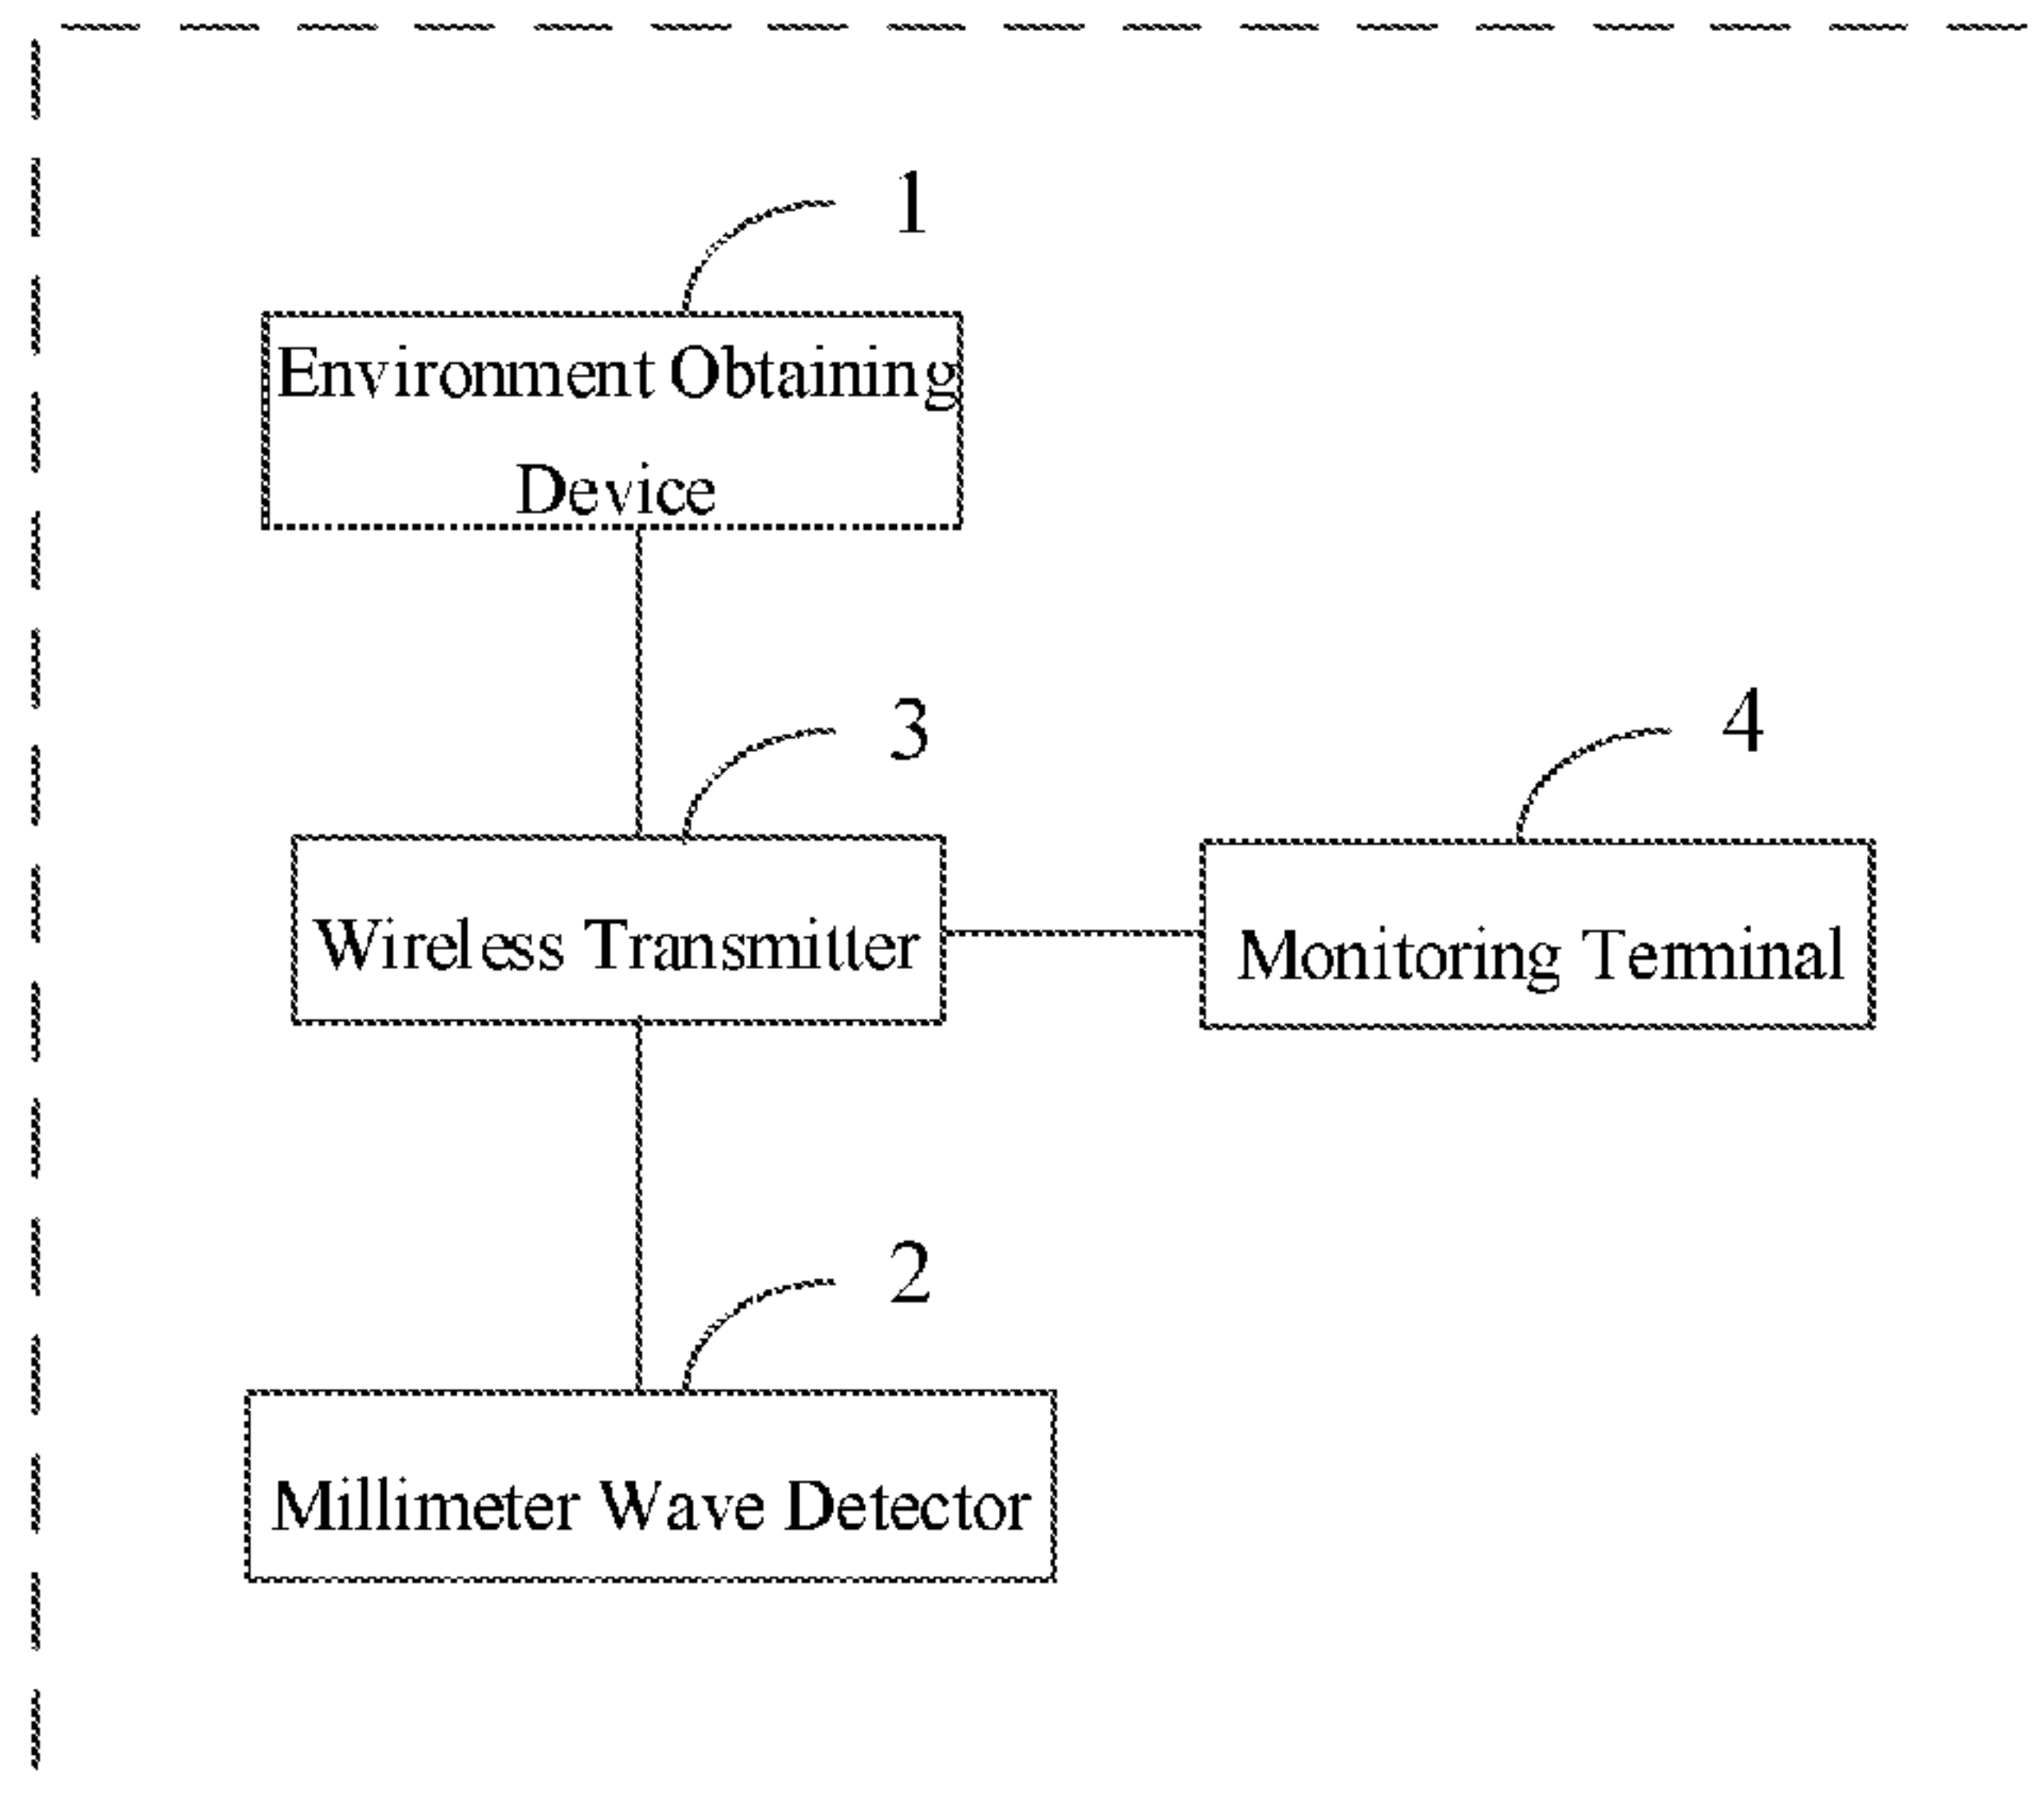 1
Environment Obtaining
Device
3
4
Wireless Transmitter
Monitoring Terminal
2
Millimeter Wave Detector